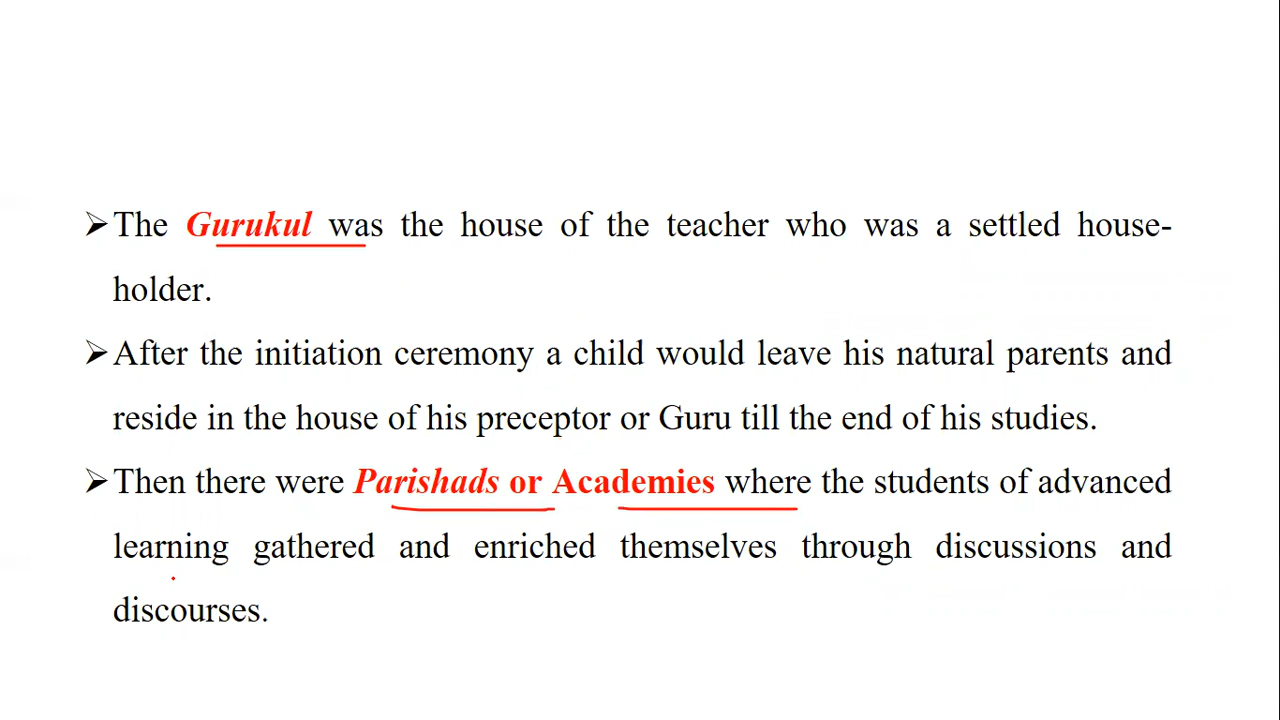 ➢The Gurukul was the house of the teacher who was a settled house-
holder.
➢After the initiation ceremony a child would leave his natural parents and
reside in the house of his preceptor or Guru till the end of his studies.
➢Then there were Parishads or Academies where the students of advanced
learning gathered and enriched themselves through discussions and
discourses.